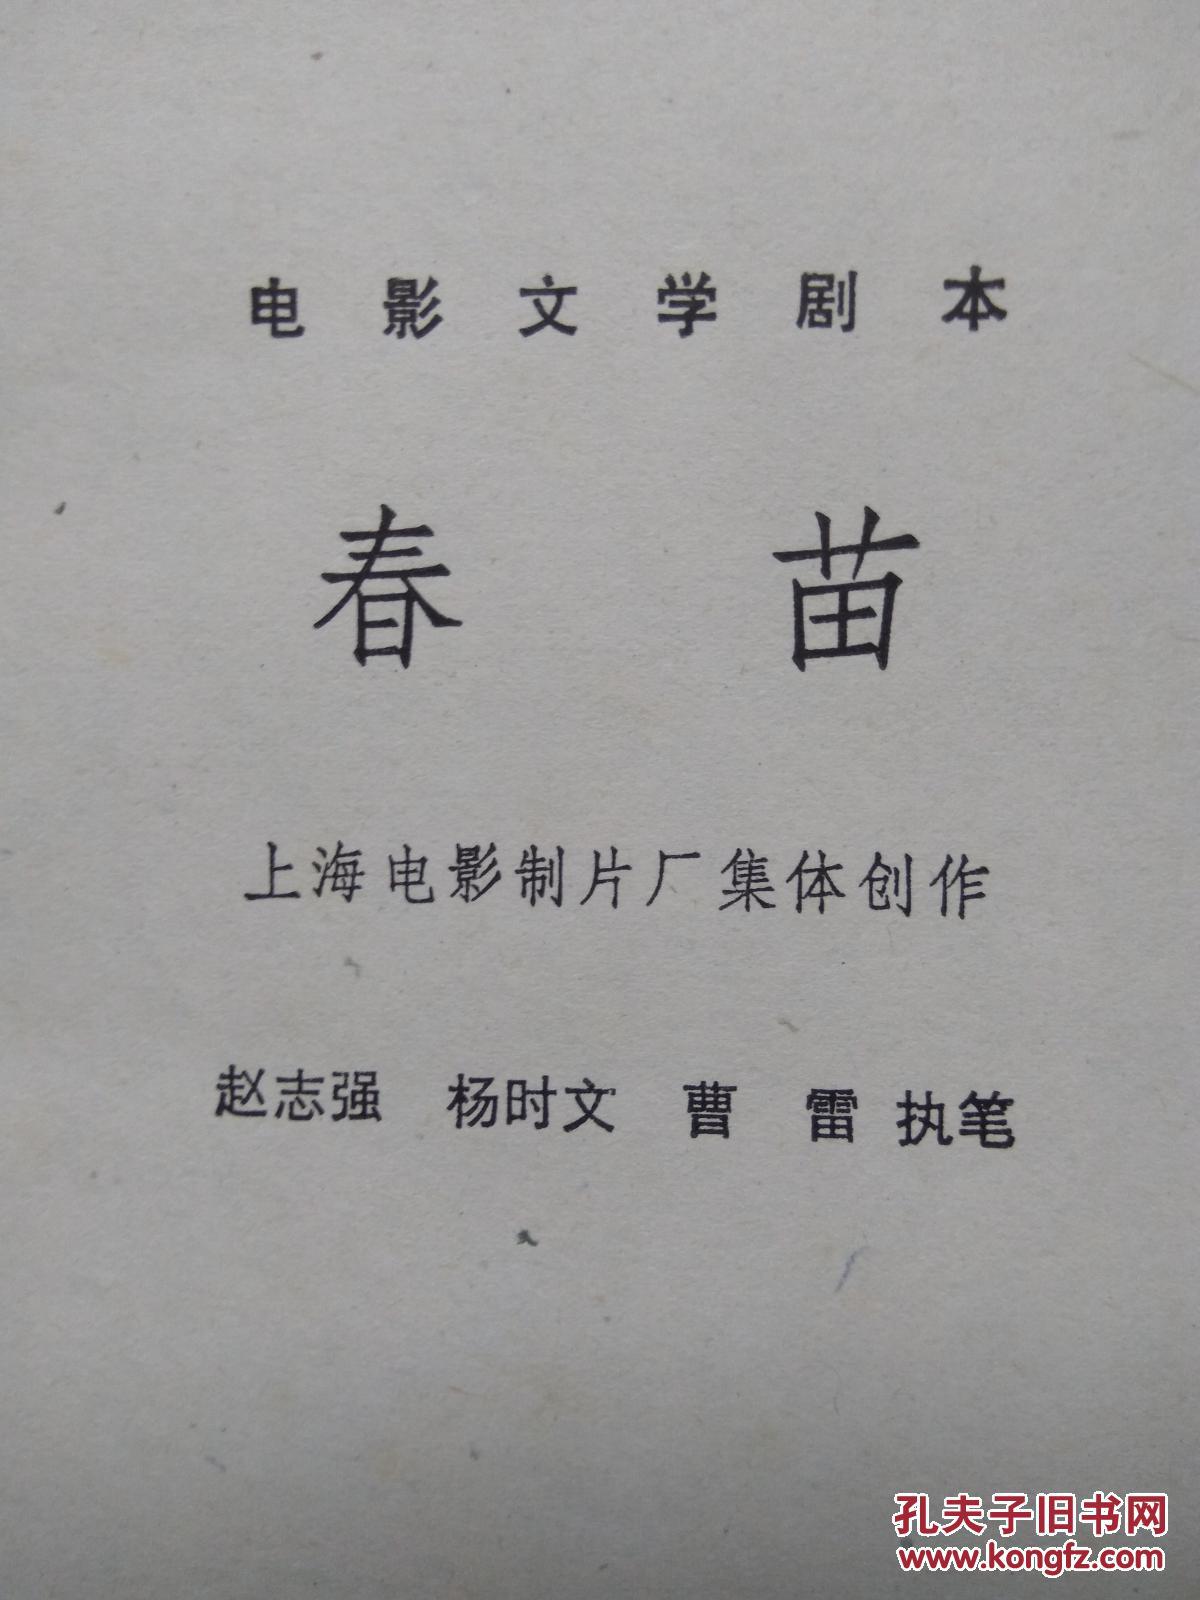 电影文学剧本
春苗
上海电影制片厂集体创作
赵志强 杨时文 曹雷 执笔
孔夫子旧书网
www.kongfz.com